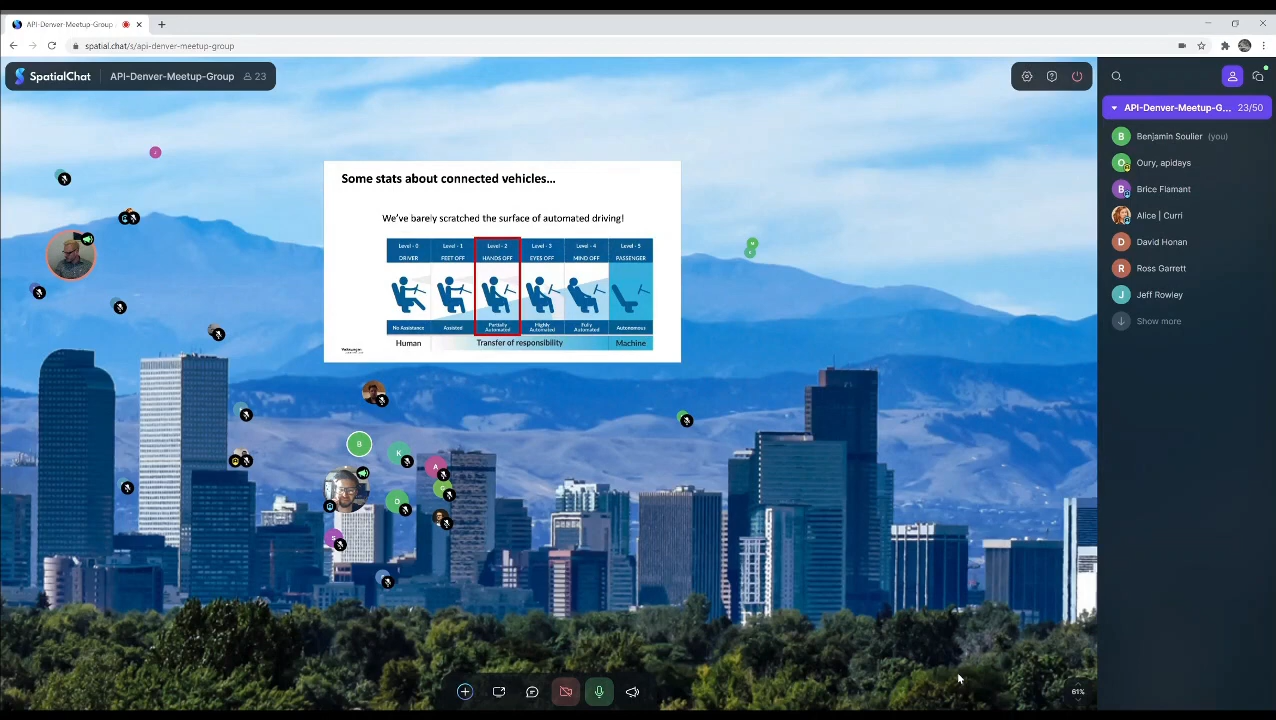 API-Denver-Meetup-Group
spatial.chat/s/api-denver-meetup-group
SpatialChat
API-Denver-Meetup-Group
23
API-Denver-Meetup-G... 23/50
B Benjamin Soulier (you)
O Oury, apidays
B Brice Flamant
Alice | Curri
D David Honan
R Ross Garrett
J Jeff Rowley
Show more
Some stats about connected vehicles...
We've barely scratched the surface of automated driving!
Level - 0 Level - 1 Level - 2 Level - 3 Level - 4 Level - 5
DRIVER FEET OFF HANDS OFF EYES OFF MIND OFF PASSENGER
No Assistance Assisted Partially Automated Highly Automated Fully Automated Autonomous
Human Transfer of responsibility Machine
Volkswagen
B
K
A
D
S
61%